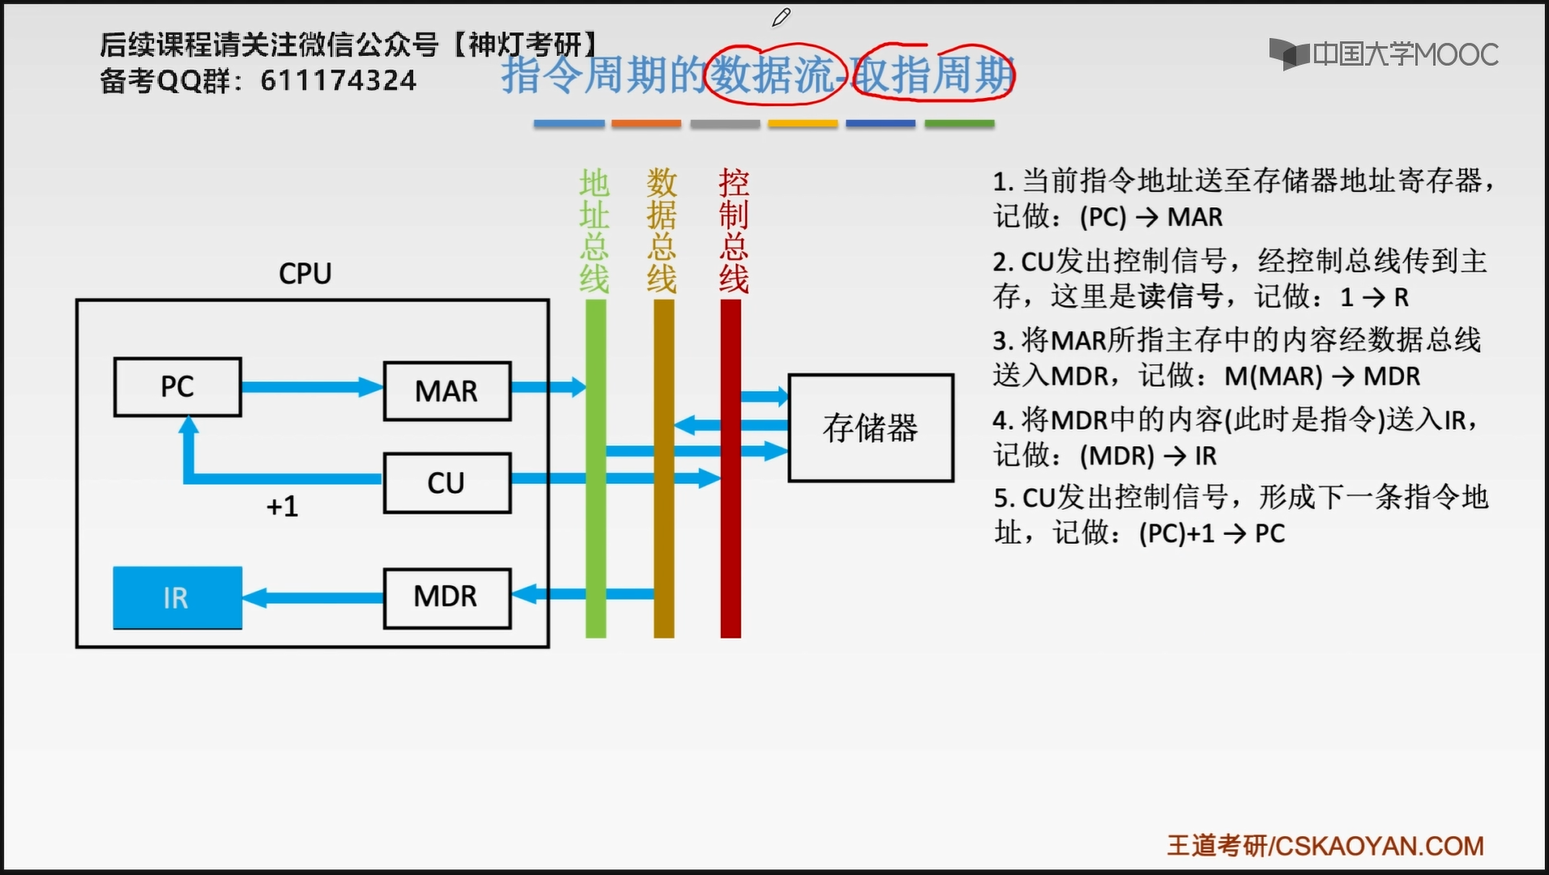 后续课程请关注微信公众号【神灯考研】
备考QQ群：611174324
指令周期的数据流-取指周期
中国大学MOOC
地址总线
数据总线
控制总线
CPU
PC
MAR
CU
+1
IR
MDR
存储器
1. 当前指令地址送至存储器地址寄存器，
记做：(PC) → MAR
2. CU发出控制信号，经控制总线传到主
存，这里是读信号，记做：1 → R
3. 将MAR所指主存中的内容经数据总线
送入MDR，记做：M(MAR) → MDR
4. 将MDR中的内容(此时是指令)送入IR，
记做：(MDR) → IR
5. CU发出控制信号，形成下一条指令地
址，记做：(PC)+1 → PC
王道考研/CSKAOYAN.COM